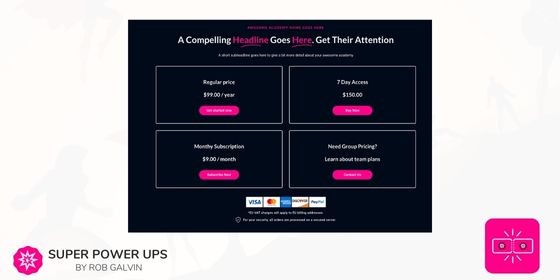 AWESOME ACADEMY NAME GOES HERE
A Compelling Headline Goes Here. Get Their Attention
A short subheadline goes here to give a bit more detail about your awesome academy.
Regular price
$99.00 / year
Get started now
7 Day Access
$150.00
Buy Now
Monthy Subscription
$9.00 / month
Subscribe Now
Need Group Pricing?
Learn about team plans
Contact Us
VISA
PayPal
*EU VAT charges will apply to EU billing addresses.
For your security, all orders are processed on a secured server.
SUPER POWER UPS
BY ROB GALVIN